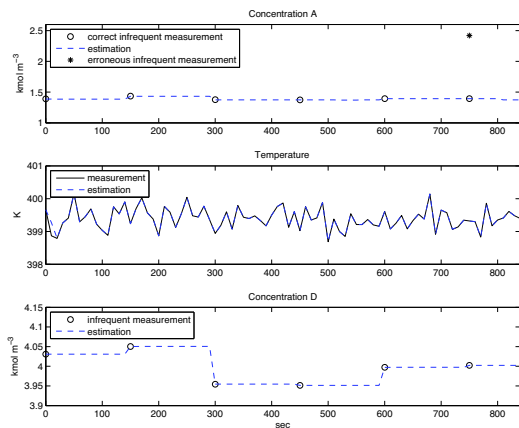 Concentration A
kmol m⁻³
2.5
2
1.5
1
correct infrequent measurement
estimation
erroneous infrequent measurement
0 100 200 300 400 500 600 700 800
Temperature
K
401
400
399
398
measurement
estimation
0 100 200 300 400 500 600 700 800
Concentration D
kmol m⁻³
4.15
4.1
4.05
4
3.95
3.9
infrequent measurement
estimation
0 100 200 300 400 500 600 700 800
sec